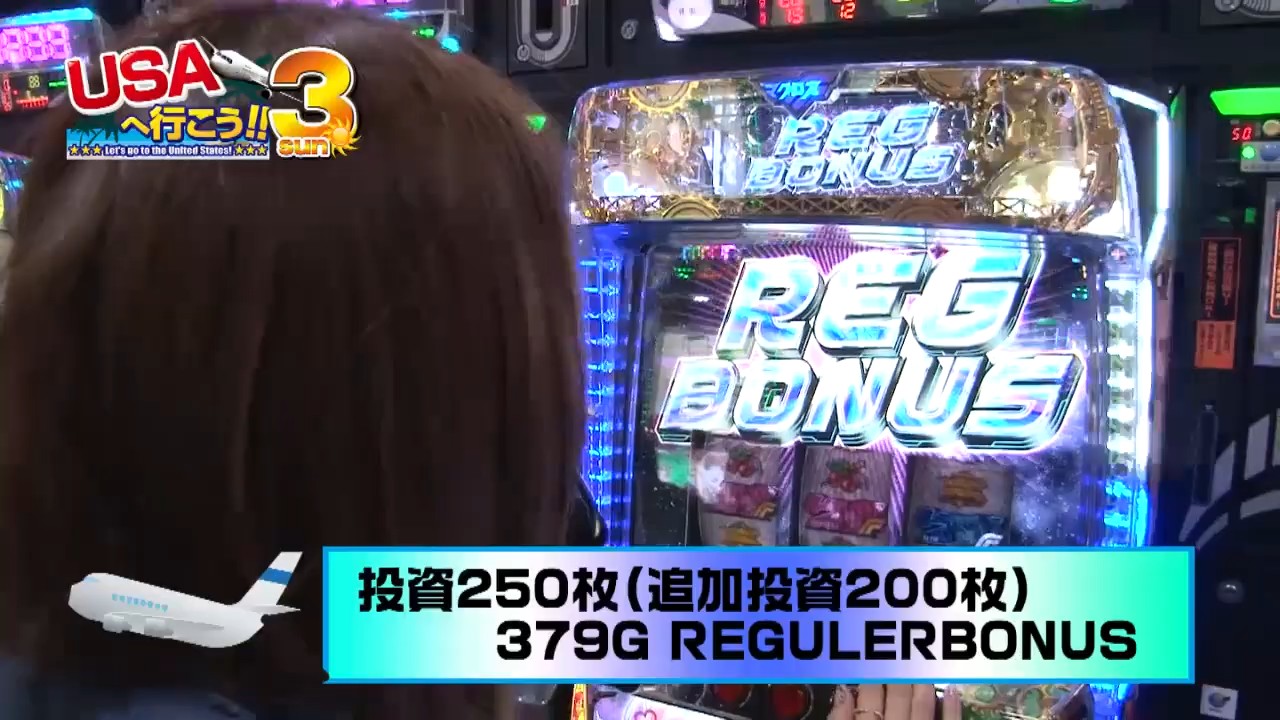 USA
へ行こう!! 3
sun
★★★ Let's go to the United States! ★★★
REG
BONUS
REG
BONUS
50
投資250枚(追加投資200枚)
379G REGULERBONUS